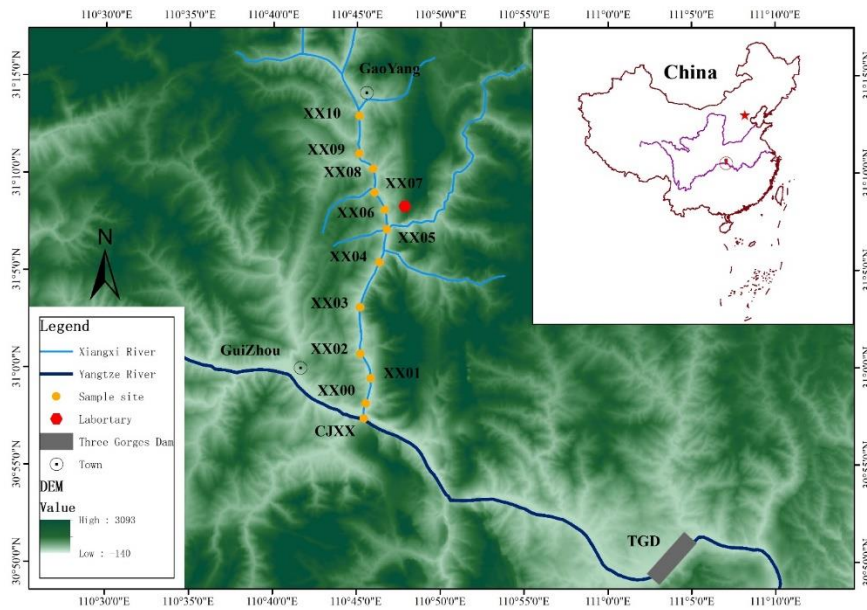 110°30'0"E 110°35'0"E 110°40'0"E 110°45'0"E 110°50'0"E 110°55'0"E 111°0'0"E 111°5'0"E 111°10'0"E
31°15'0"N
31°10'0"N
31°5'0"N
31°0'0"N
30°55'0"N
30°50'0"N
GaoYang
XX10
XX09
XX08
XX07
XX06
XX05
XX04
XX03
XX02
XX01
XX00
CJXX
GuiZhou
TGD
N
China
Legend
Xiangxi River
Yangtze River
Sample site
Labortary
Three Gorges Dam
Town
DEM
Value
High : 3093
Low : -140
31°15'0"N
31°10'0"N
31°5'0"N
31°0'0"N
30°55'0"N
30°50'0"N
110°30'0"E 110°35'0"E 110°40'0"E 110°45'0"E 110°50'0"E 110°55'0"E 111°0'0"E 111°5'0"E 111°10'0"E